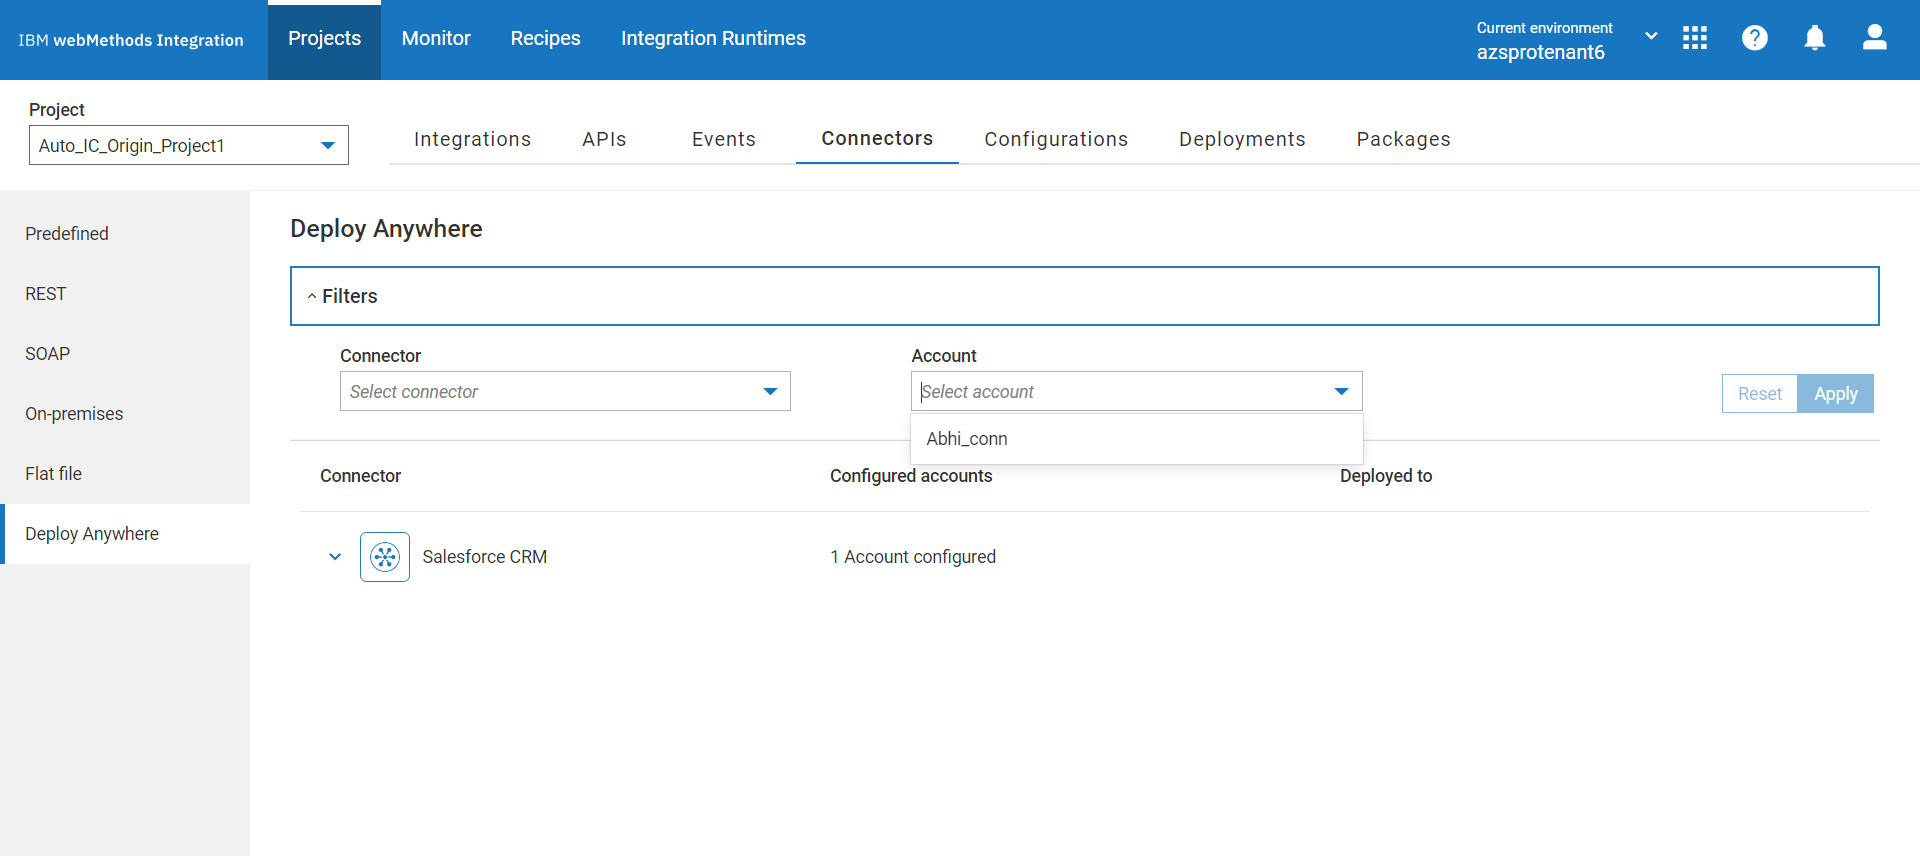 IBM webMethods Integration
Projects
Monitor
Recipes
Integration Runtimes
Current environment
azsprotenant6
Project
Auto_IC_Origin_Project1
Integrations
APIs
Events
Connectors
Configurations
Deployments
Packages
Predefined
REST
SOAP
On-premises
Flat file
Deploy Anywhere
Deploy Anywhere
Filters
Connector
Account
Select connector
Select account
Reset
Apply
Abhi_conn
Connector
Configured accounts
Deployed to
Salesforce CRM
1 Account configured